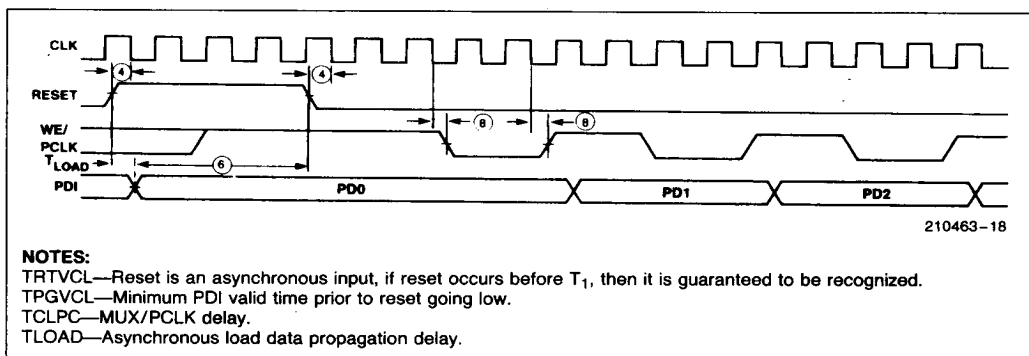 CLK
④ ④
RESET
⑧ ⑧
WE/
PCLK
TLOAD
⑥
PDI PD0 PD1 PD2
210463–18
NOTES:
TRTVCL—Reset is an asynchronous input, if reset occurs before T1, then it is guaranteed to be recognized.
TPGVCL—Minimum PDI valid time prior to reset going low.
TCLPC—MUX/PCLK delay.
TLOAD—Asynchronous load data propagation delay.